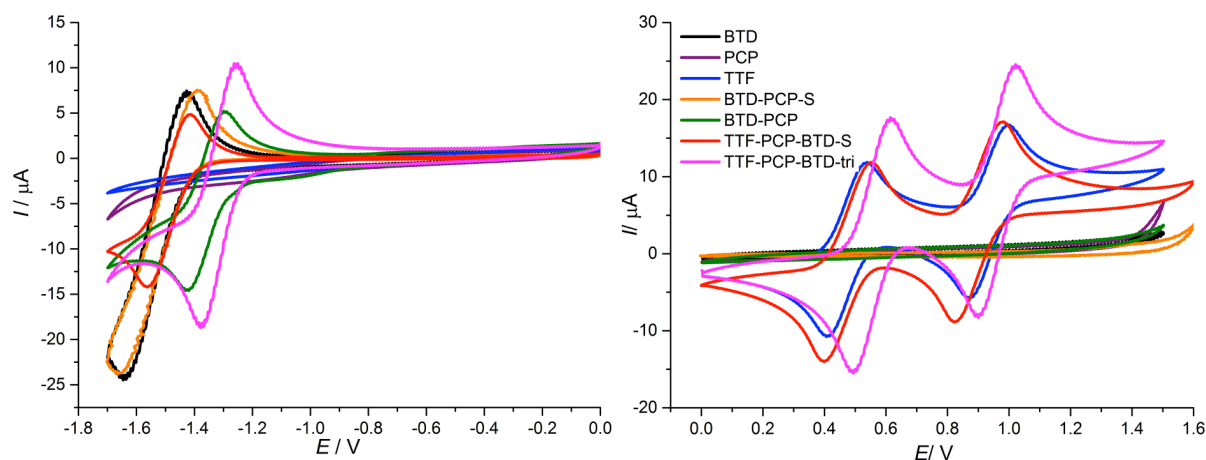 15
10
5
0
-5
-10
-15
-20
-25
I / μA
-1.8 -1.6 -1.4 -1.2 -1.0 -0.8 -0.6 -0.4 -0.2 0.0
E / V
30
20
10
0
-10
-20
I/ μA
BTD
PCP
TTF
BTD-PCP-S
BTD-PCP
TTF-PCP-BTD-S
TTF-PCP-BTD-tri
0.0 0.2 0.4 0.6 0.8 1.0 1.2 1.4 1.6
E/ V